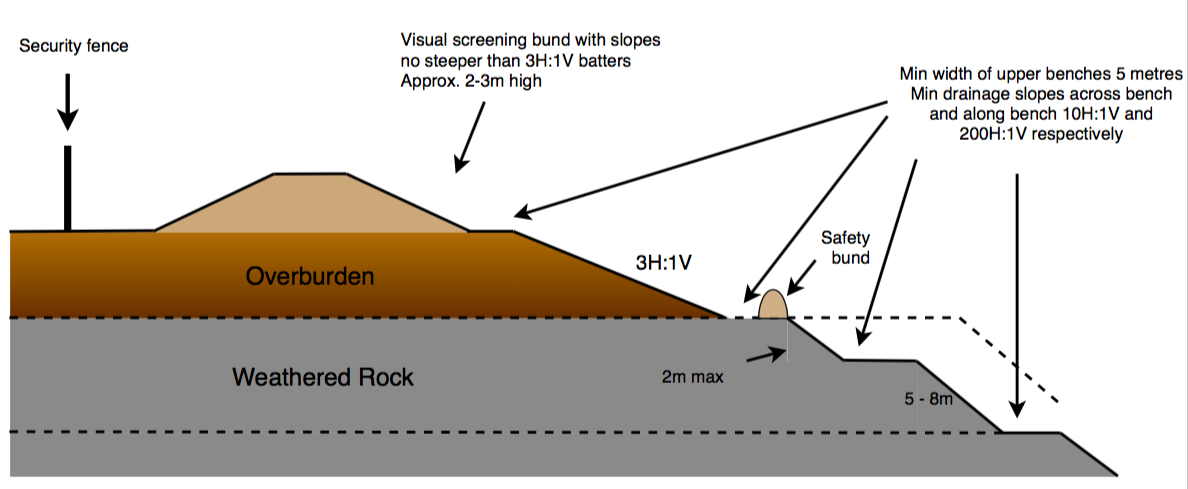 Security fence
Visual screening bund with slopes
no steeper than 3H:1V batters
Approx. 2-3m high
Min width of upper benches 5 metres
Min drainage slopes across bench
and along bench 10H:1V and
200H:1V respectively
Safety
bund
3H:1V
Overburden
Weathered Rock
2m max
5 - 8m